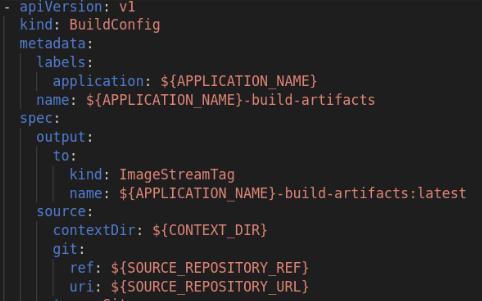 - apiVersion: v1
kind: BuildConfig
metadata:
labels:
application: ${APPLICATION_NAME}
name: ${APPLICATION_NAME}-build-artifacts
spec:
output:
to:
kind: ImageStreamTag
name: ${APPLICATION_NAME}-build-artifacts:latest
source:
contextDir: ${CONTEXT_DIR}
git:
ref: ${SOURCE_REPOSITORY_REF}
uri: ${SOURCE_REPOSITORY_URL}